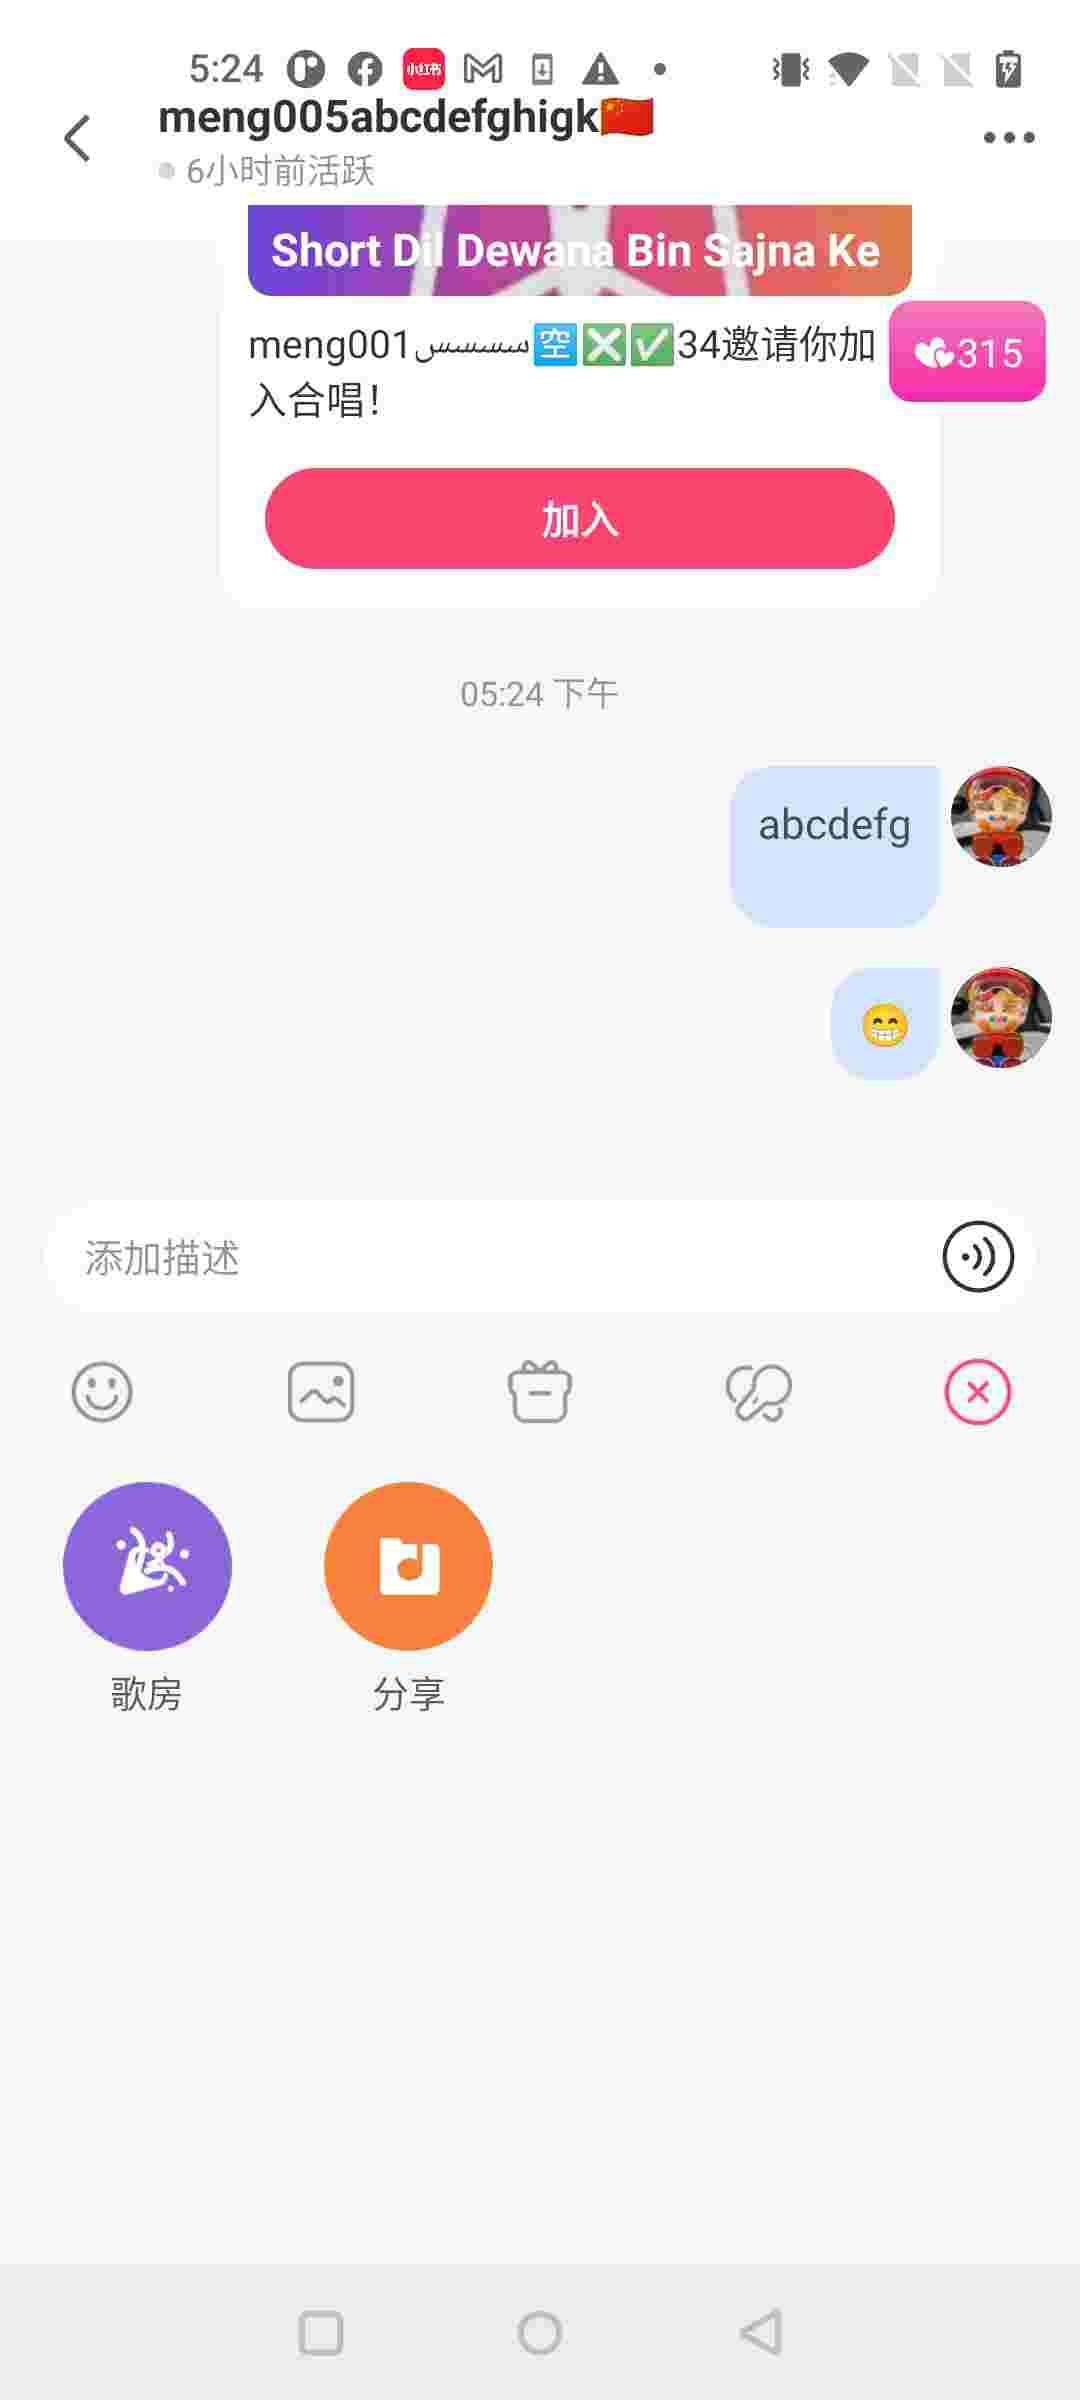 5:24
小红书
meng005abcdefghigk🇨🇳
6小时前活跃
Short Dil Dewana Bin Sajna Ke
meng001سسسسس🈳❎✅34邀请你加
入合唱！
315
加入
05:24 下午
abcdefg
😁
添加描述
歌房
分享